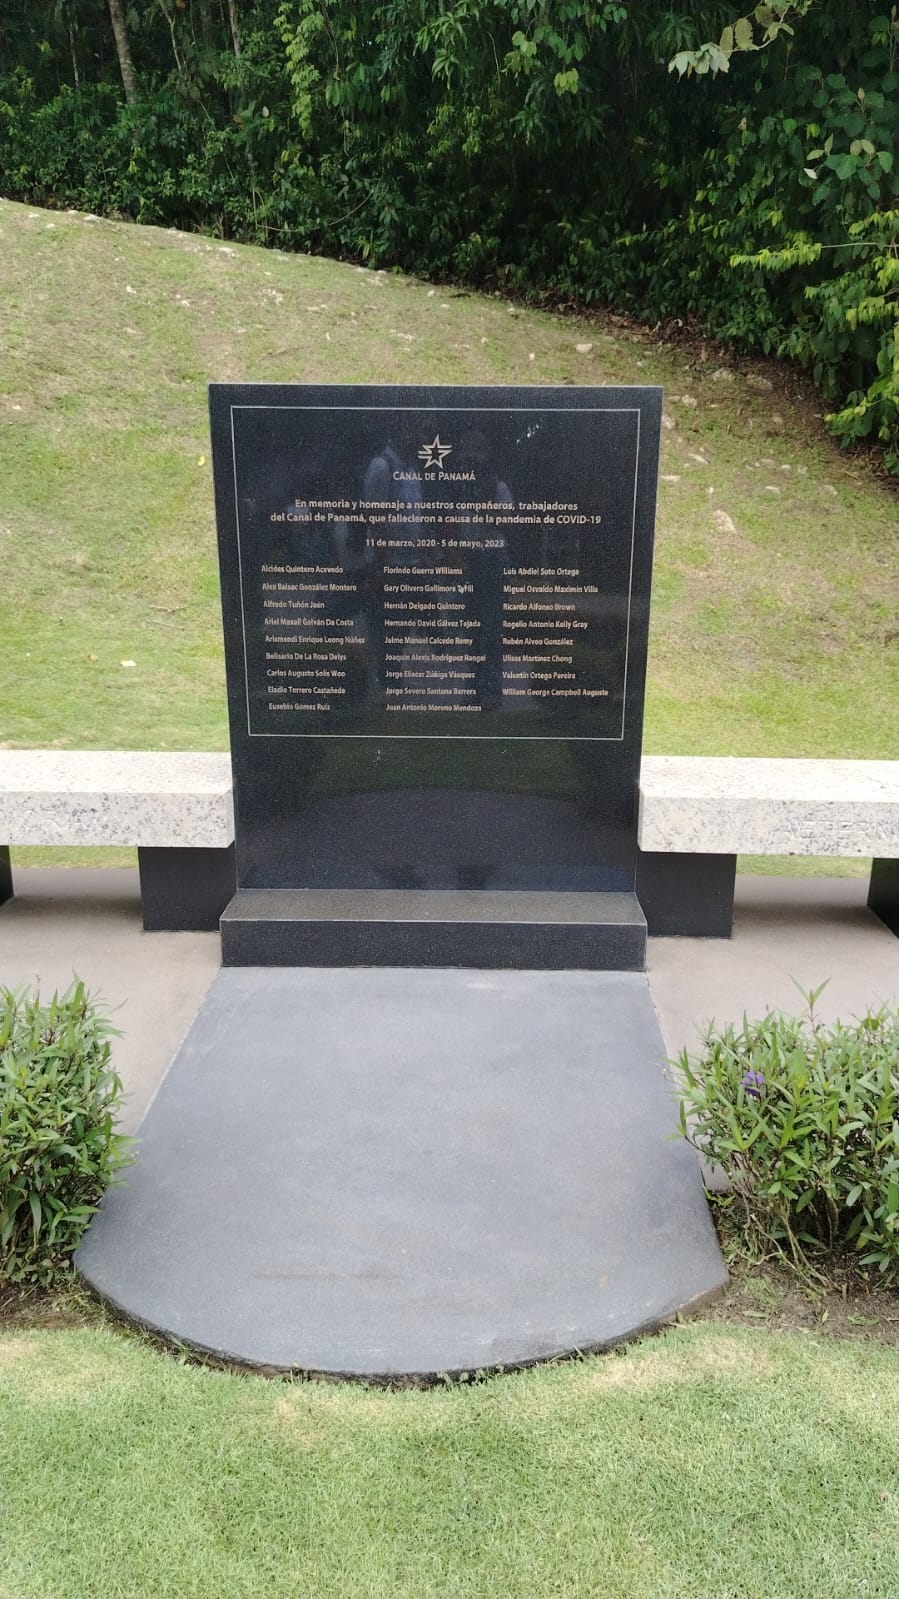 CANAL DE PANAMÁ
En memoria y homenaje a nuestros compañeros, trabajadores
del Canal de Panamá, que fallecieron a causa de la pandemia de COVID-19
11 de marzo, 2020 - 5 de mayo, 2023
Alcides Quintero Acevedo
Alex Balsac González Montero
Alfredo Tuñón Jaén
Ariel Maxell Galván Da Costa
Arismendi Enrique Leong Núñez
Belisario De La Rosa Delys
Carlos Augusto Solís Woo
Eladio Torrero Castañeda
Eusebio Gómez Ruiz
Florindo Guerra Williams
Gary Olivero Gallimore
Hernán Delgado Quintero
Hernando David Gálvez Tejada
Jaime Manuel Caicedo Remy
Joaquín Alexis Rodríguez Rangel
Jorge Eliecer Zúñiga Vásquez
Jorge Severo Santana Barrera
Juan Antonio Moreno Mendoza
Luis Abdiel Soto Ortega
Miguel Osvaldo Maximin Villa
Ricardo Alfonso Brown
Rogelio Antonio Kelly Gray
Rubén Alveo González
Ulises Martínez Chong
Valentín Ortega Pereira
William George Campbell Auguste